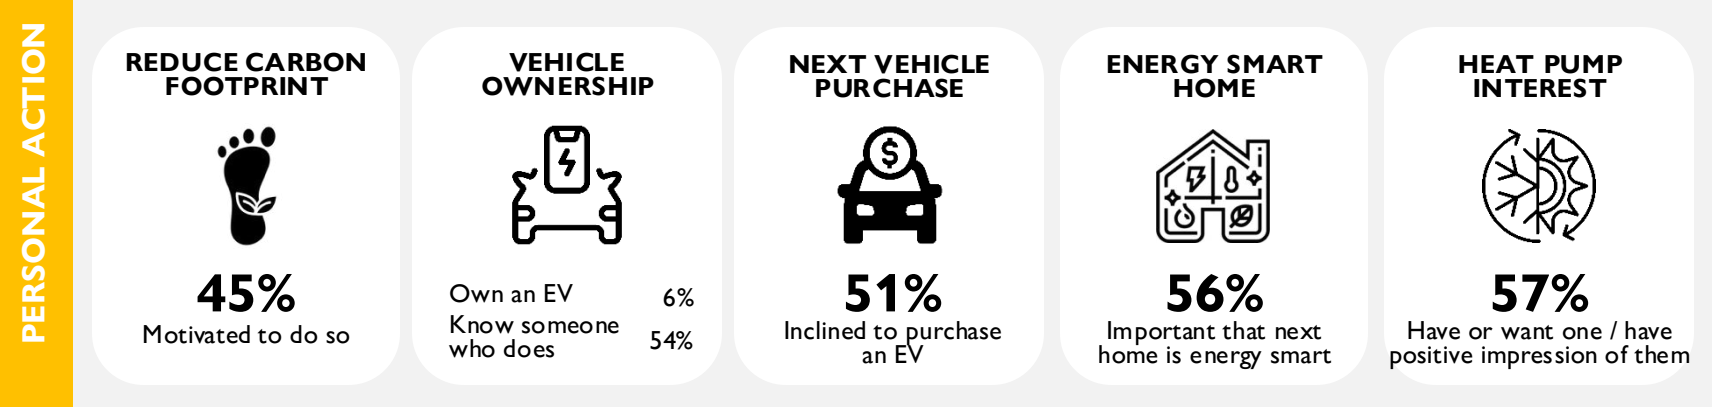 PERSONAL ACTION
REDUCE CARBON
FOOTPRINT
45%
Motivated to do so
VEHICLE
OWNERSHIP
Own an EV 6%
Know someone
who does 54%
NEXT VEHICLE
PURCHASE
$
51%
Inclined to purchase
an EV
ENERGY SMART
HOME
56%
Important that next
home is energy smart
HEAT PUMP
INTEREST
57%
Have or want one / have
positive impression of them